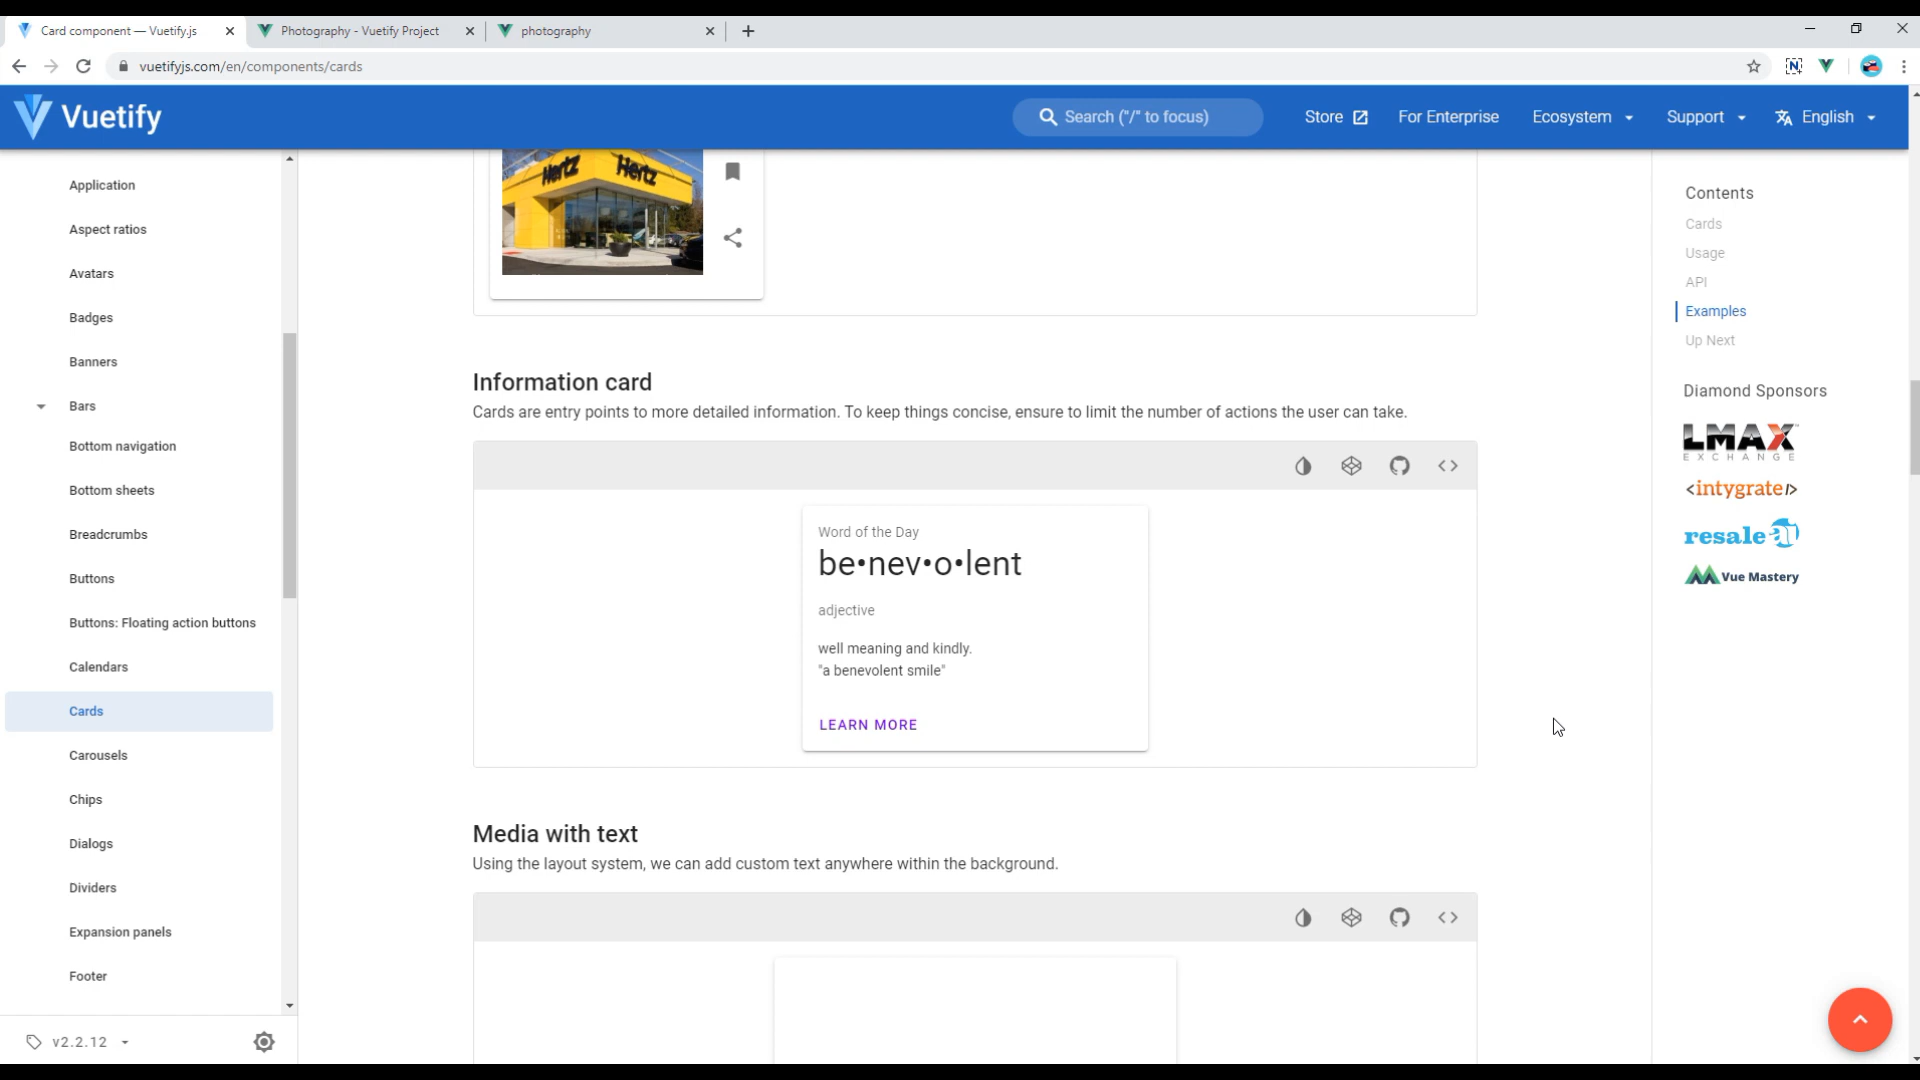 Card component — Vuetify.js
Photography - Vuetify Project
photography
vuetifyjs.com/en/components/cards
Vuetify
Search ("/" to focus)
Store
For Enterprise
Ecosystem
Support
English
Application
Aspect ratios
Avatars
Badges
Banners
Bars
Bottom navigation
Bottom sheets
Breadcrumbs
Buttons
Buttons: Floating action buttons
Calendars
Cards
Carousels
Chips
Dialogs
Dividers
Expansion panels
Footer
v2.2.12
Hertz Hertz
Information card
Cards are entry points to more detailed information. To keep things concise, ensure to limit the number of actions the user can take.
Word of the Day
be•nev•o•lent
adjective
well meaning and kindly.
"a benevolent smile"
LEARN MORE
Media with text
Using the layout system, we can add custom text anywhere within the background.
Contents
Cards
Usage
API
Examples
Up Next
Diamond Sponsors
LMAX
EXCHANGE
<intygrate/>
resale ai
Vue Mastery